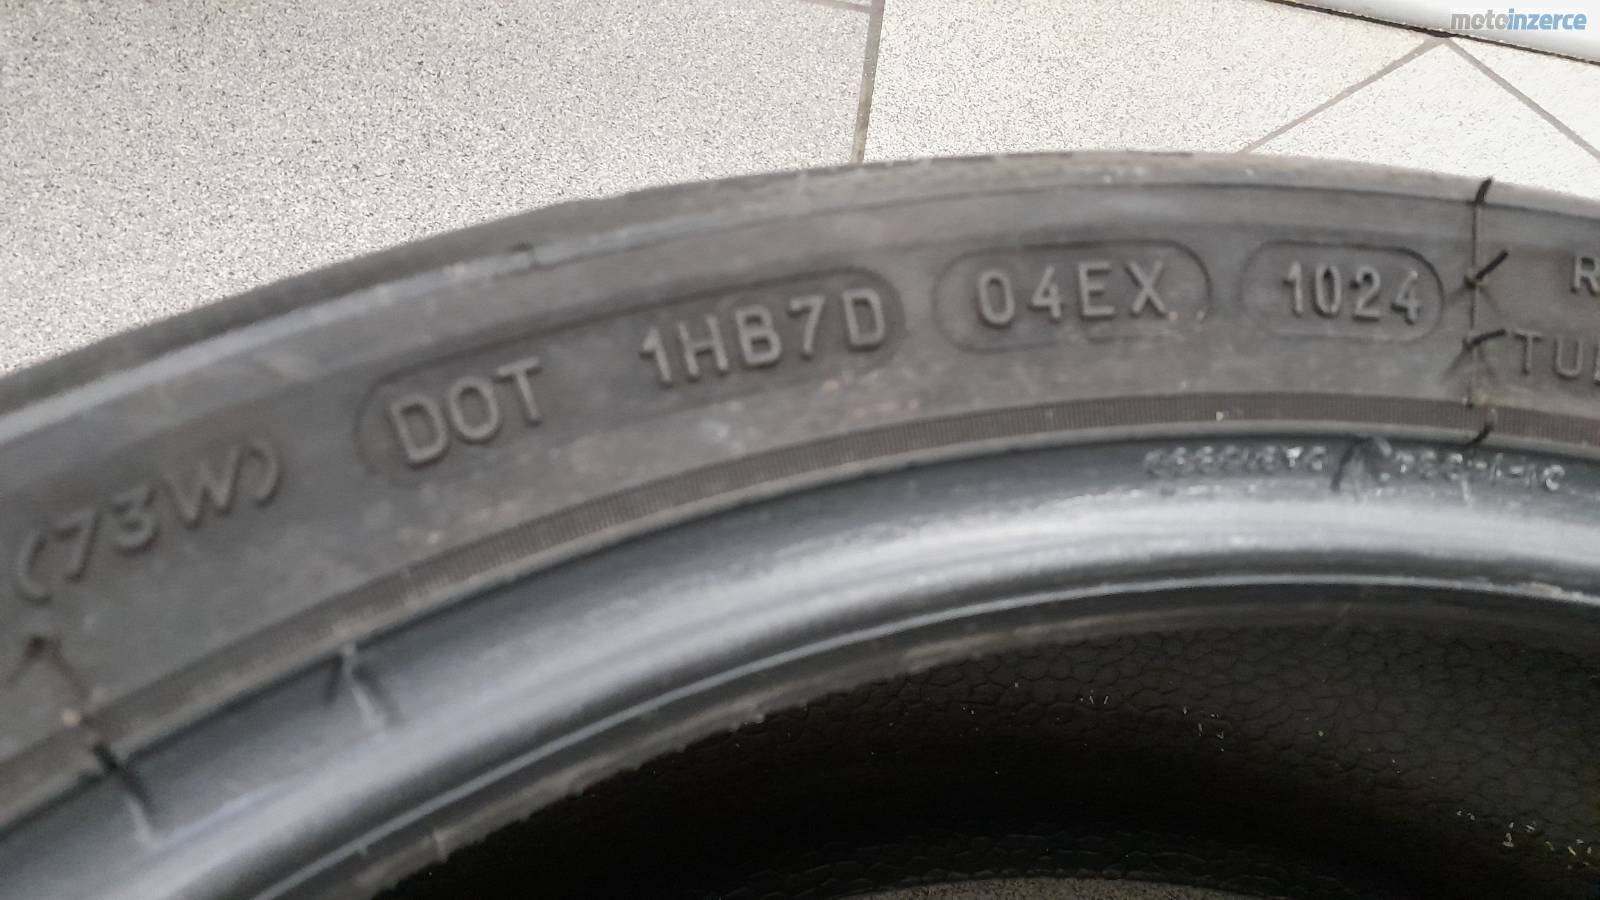 motoinzerce
(73W) DOT 1HB7D 04EX 1024